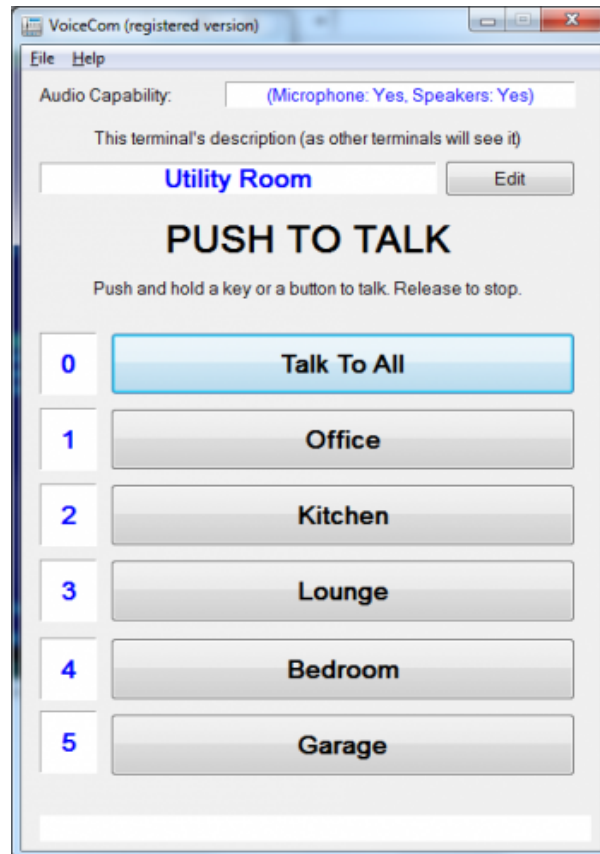 VoiceCom (registered version)
File Help
Audio Capability: (Microphone: Yes, Speakers: Yes)
This terminal's description (as other terminals will see it)
Utility Room Edit
PUSH TO TALK
Push and hold a key or a button to talk. Release to stop.
0 Talk To All
1 Office
2 Kitchen
3 Lounge
4 Bedroom
5 Garage